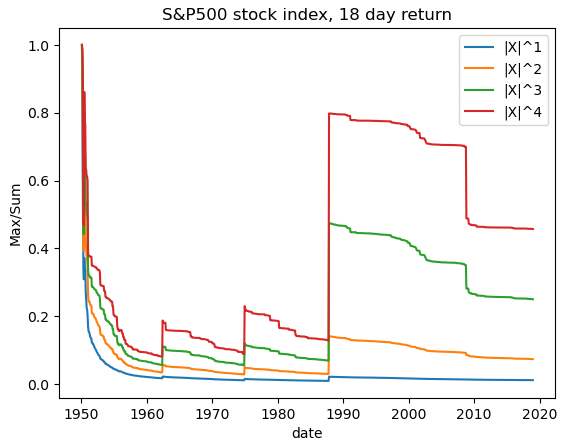 S&P500 stock index, 18 day return
Max/Sum
1.0
0.8
0.6
0.4
0.2
0.0
|X|^1
|X|^2
|X|^3
|X|^4
1950 1960 1970 1980 1990 2000 2010 2020
date